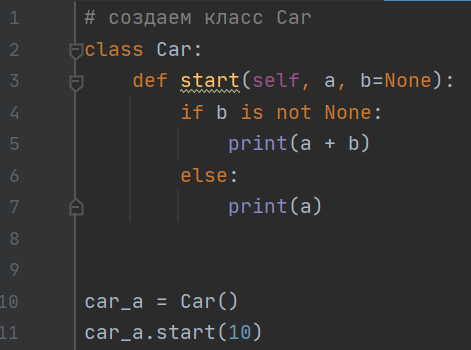 1 # создаем класс Car
2 class Car:
3     def start(self, a, b=None):
4         if b is not None:
5             print(a + b)
6         else:
7             print(a)
8
9
10 car_a = Car()
11 car_a.start(10)